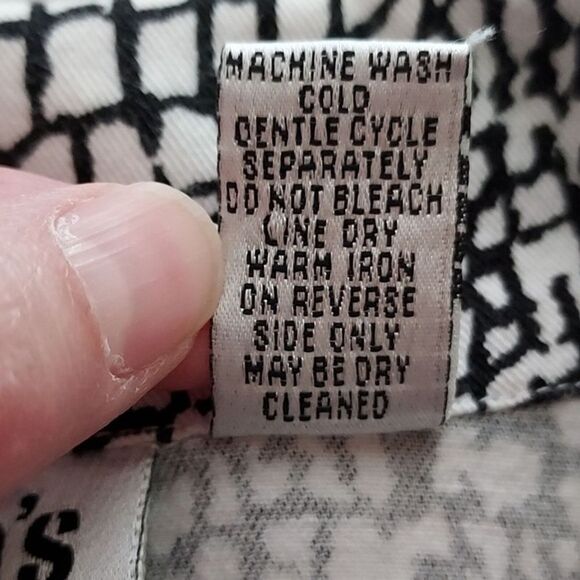 MACHINE WASH
COLD
GENTLE CYCLE
SEPARATELY
DO NOT BLEACH
LINE DRY
WARM IRON
ON REVERSE
SIDE ONLY
MAY BE DRY
CLEANED